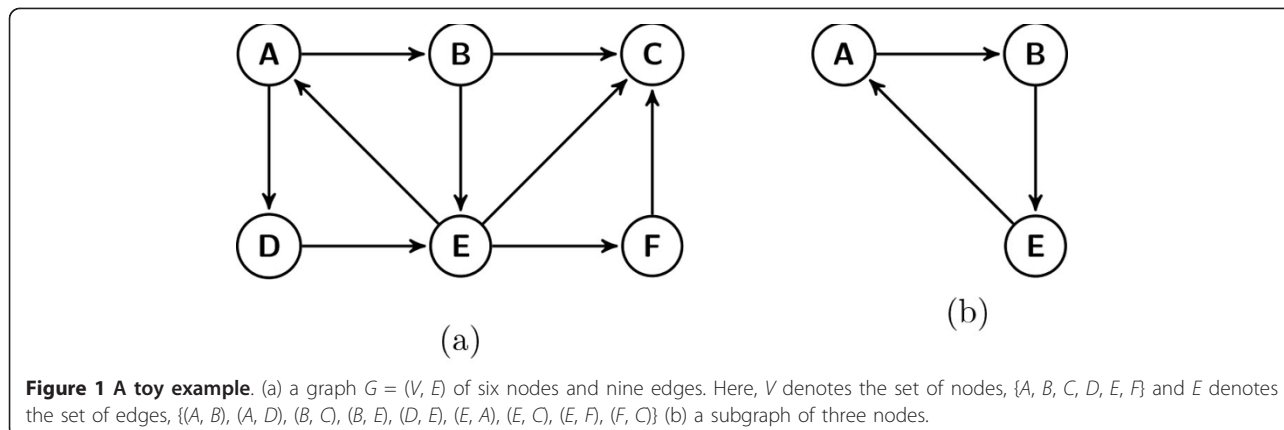 A B C
A B
D E F
E
(a)
(b)
Figure 1 A toy example. (a) a graph G = (V, E) of six nodes and nine edges. Here, V denotes the set of nodes, {A, B, C, D, E, F} and E denotes
the set of edges, {(A, B), (A, D), (B, C), (B, E), (D, E), (E, A), (E, C), (E, F), (F, C)} (b) a subgraph of three nodes.